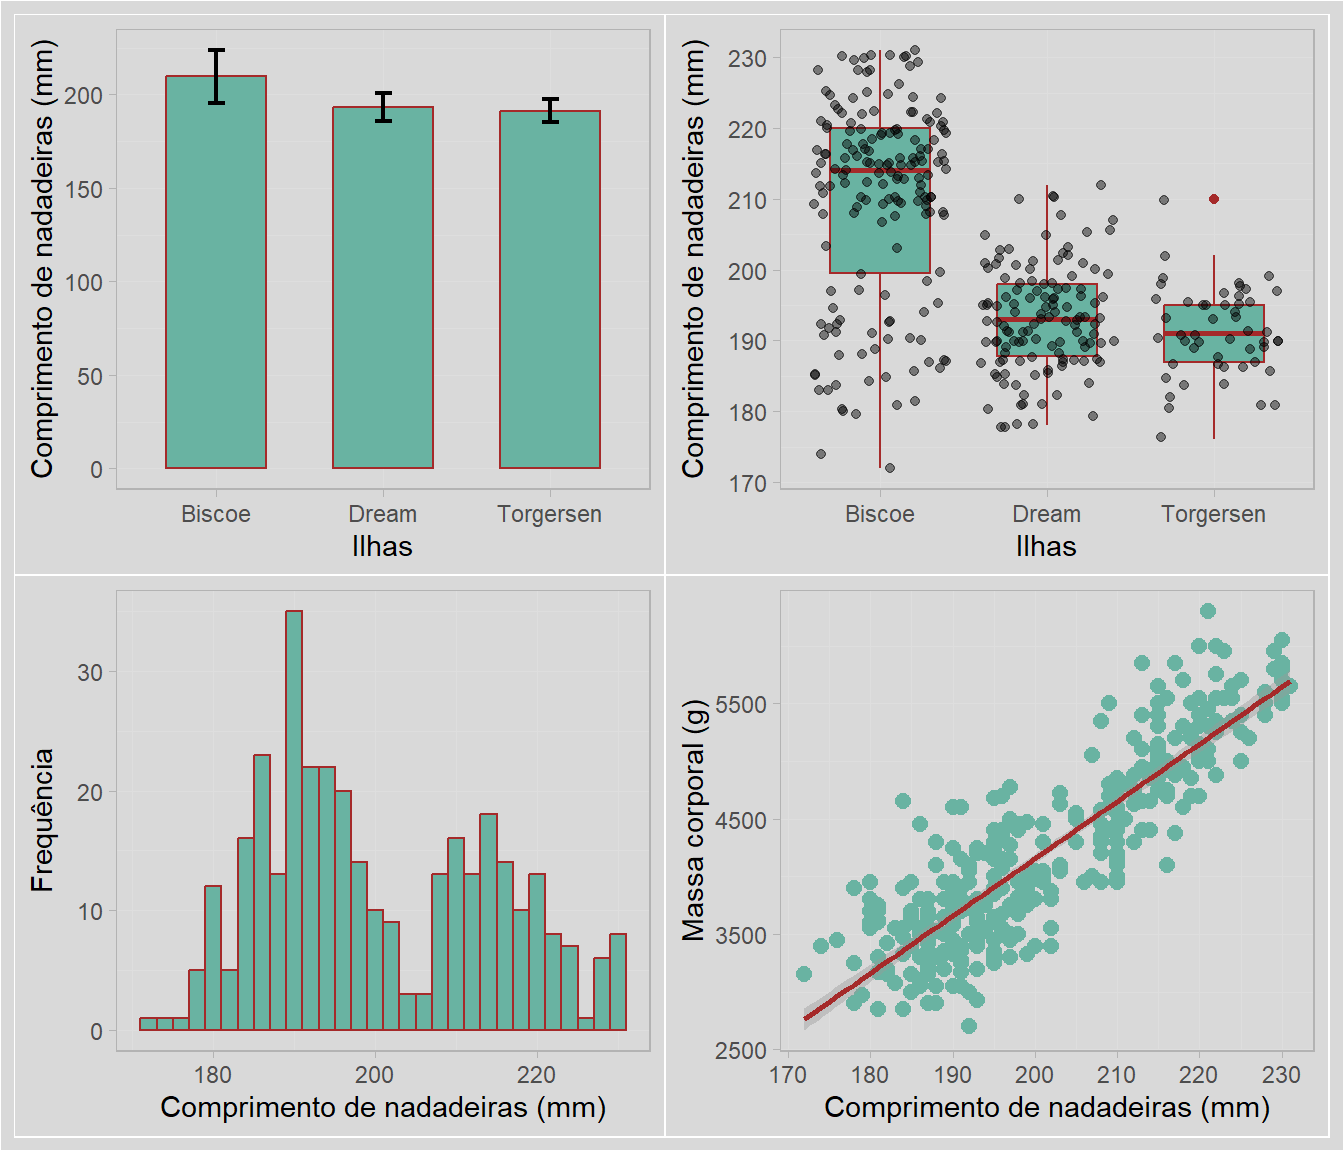 Comprimento de nadadeiras (mm)
200
150
100
50
0
Biscoe Dream Torgersen
Ilhas
Comprimento de nadadeiras (mm)
230
220
210
200
190
180
170
Biscoe Dream Torgersen
Ilhas
Frequência
30
20
10
0
180 200 220
Comprimento de nadadeiras (mm)
Massa corporal (g)
5500
4500
3500
2500
170 180 190 200 210 220 230
Comprimento de nadadeiras (mm)